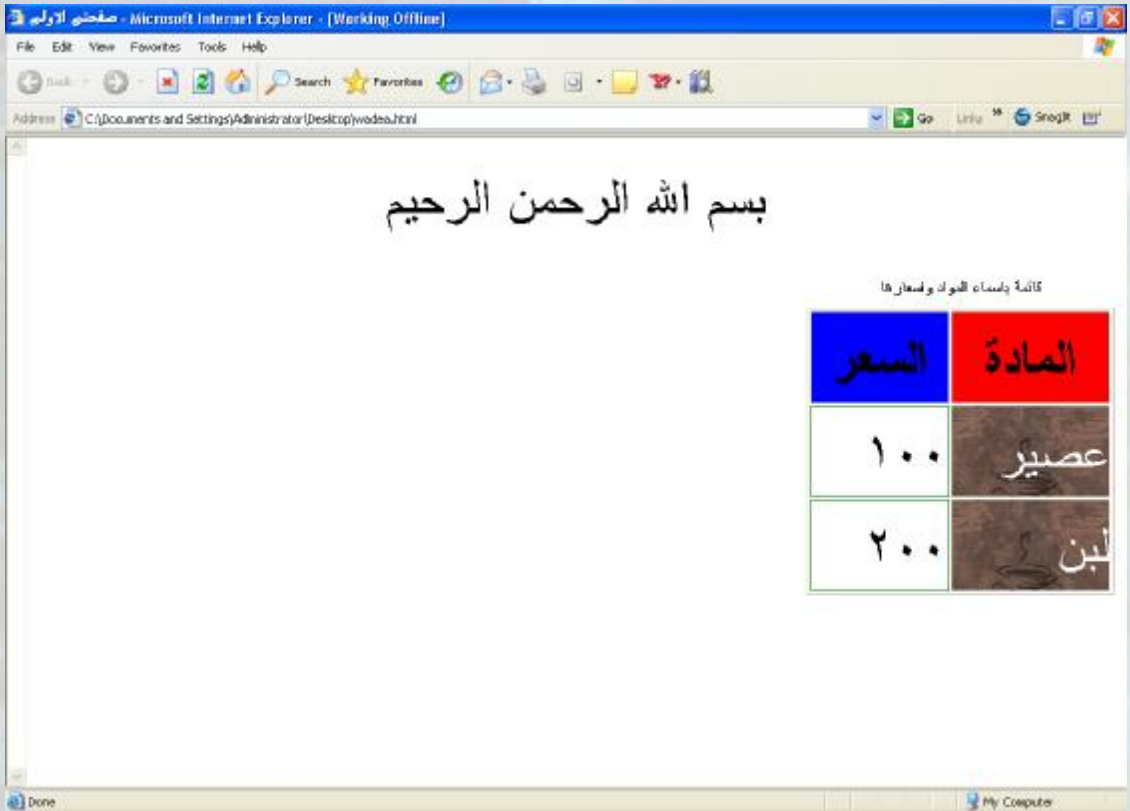 صفحتي الاولى - Microsoft Internet Explorer - [Working Offline]
File Edit View Favorites Tools Help
Back Search Favorites
Address C:\Documents and Settings\Administrator\Desktop\wadea.html Go Links » SnagIt
بسم الله الرحمن الرحيم
قائمة باسماء المواد واسعارها
المادة السعر
عصير ١٠٠
لبن ٢٠٠
Done My Computer